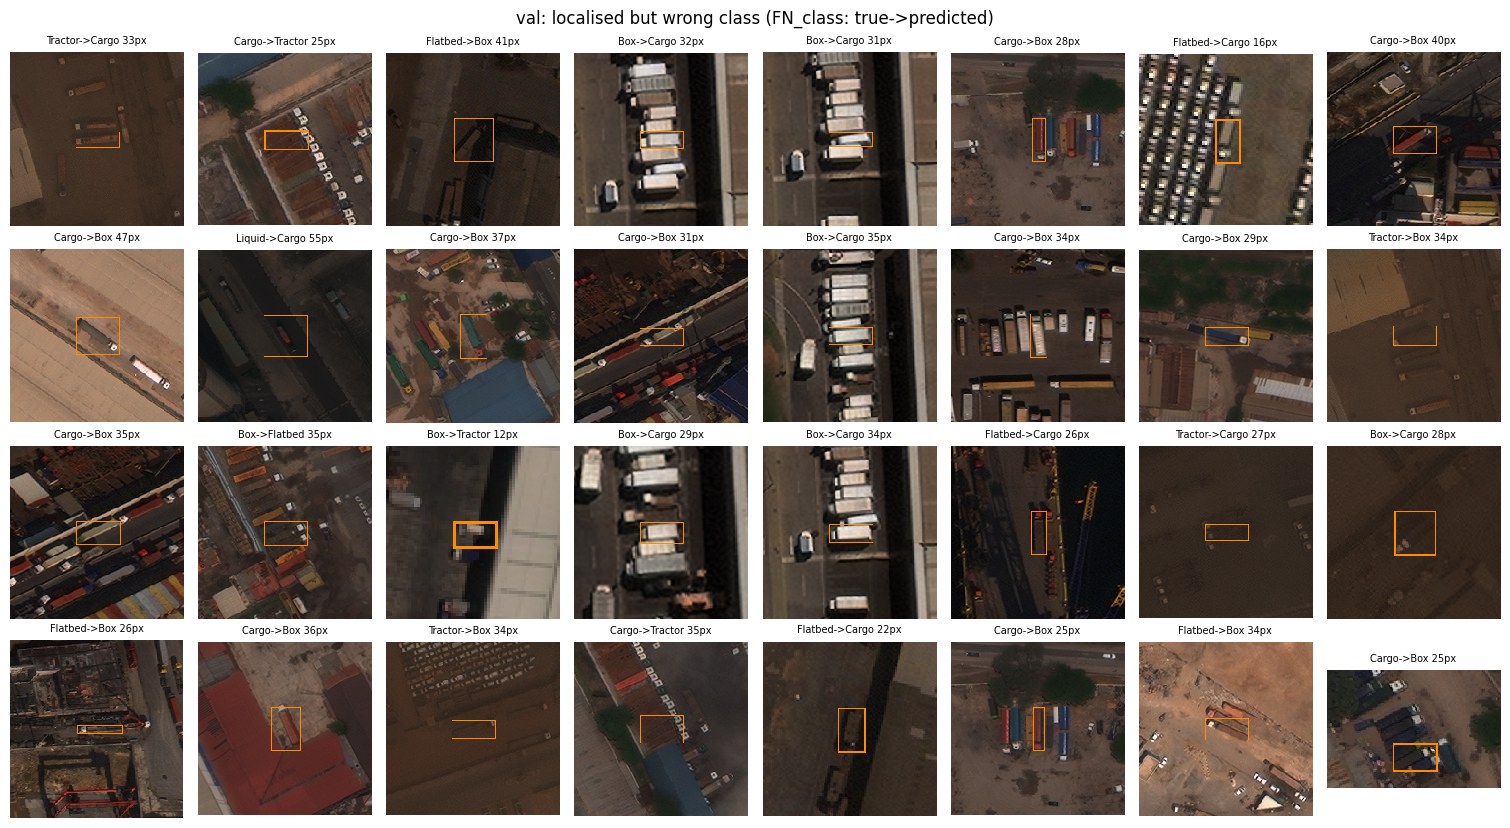 val: localised but wrong class (FN_class: true->predicted)
Tractor->Cargo 33px
Cargo->Tractor 25px
Flatbed->Box 41px
Box->Cargo 32px
Box->Cargo 31px
Cargo->Box 28px
Flatbed->Cargo 16px
Cargo->Box 40px
Cargo->Box 47px
Liquid->Cargo 55px
Cargo->Box 37px
Cargo->Box 31px
Box->Cargo 35px
Cargo->Box 34px
Cargo->Box 29px
Tractor->Box 34px
Cargo->Box 35px
Box->Flatbed 35px
Box->Tractor 12px
Box->Cargo 29px
Box->Cargo 34px
Flatbed->Cargo 26px
Tractor->Cargo 27px
Box->Cargo 28px
Flatbed->Box 26px
Cargo->Box 36px
Tractor->Box 34px
Cargo->Tractor 35px
Flatbed->Cargo 22px
Cargo->Box 25px
Flatbed->Box 34px
Cargo->Box 25px